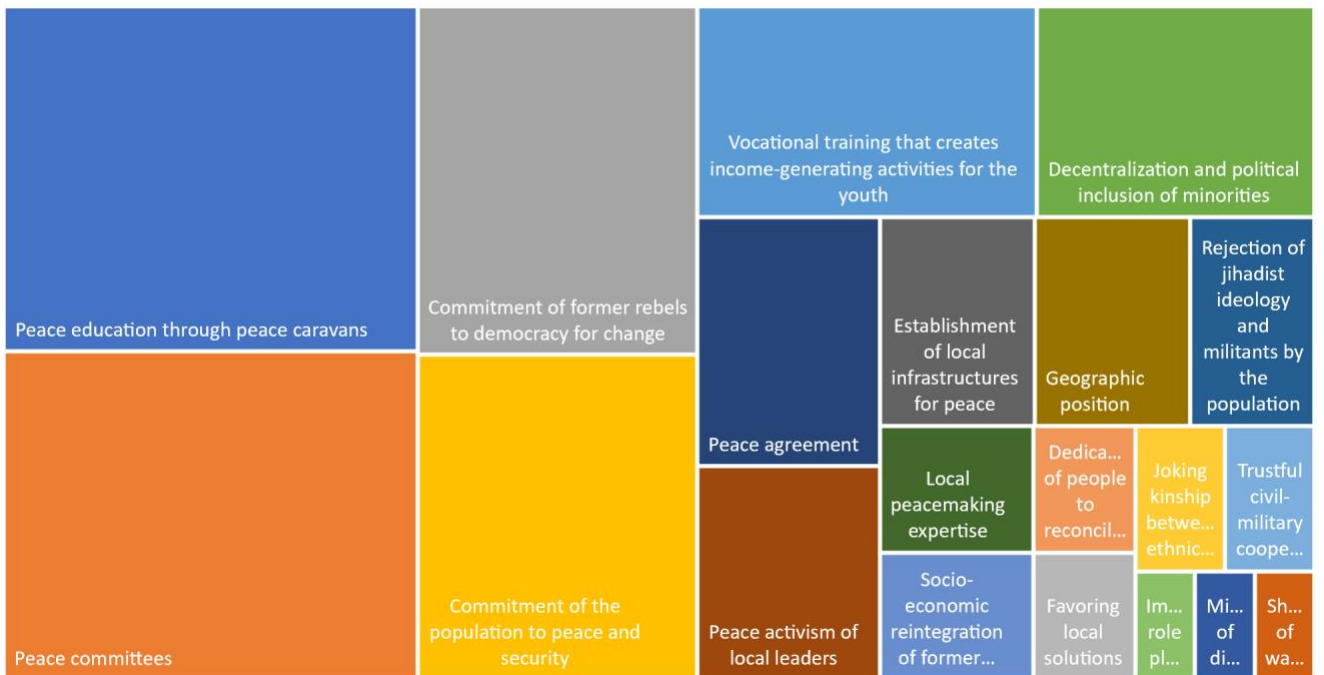 Peace education through peace caravans
Peace committees
Commitment of former rebels
to democracy for change
Commitment of the
population to peace and
security
Vocational training that creates
income-generating activities for the
youth
Decentralization and political
inclusion of minorities
Peace agreement
Peace activism of
local leaders
Establishment
of local
infrastructures
for peace
Geographic
position
Rejection of
jihadist
ideology
and
militants by
the
population
Local
peacemaking
expertise
Socio-
economic
reintegration
of former...
Dedica...
of people
to
reconcil...
Joking
kinship
betwe...
ethnic...
Trustful
civil-
military
coope...
Favoring
local
solutions
Im...
role
pl...
Mi...
of
di...
Sh...
of
wa...